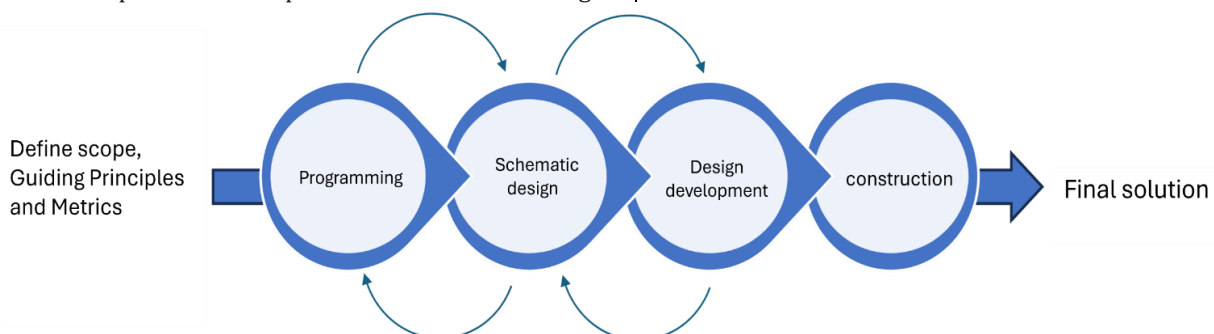 Define scope,
Guiding Principles
and Metrics
Programming
Schematic
design
Design
development
construction
Final solution